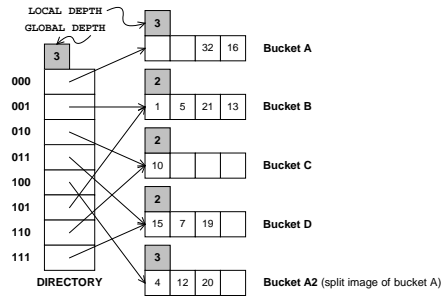 LOCAL DEPTH
GLOBAL DEPTH
3
3
000
001
010
011
100
101
110
111
DIRECTORY
32 16 Bucket A
2
1 5 21 13 Bucket B
2
10 Bucket C
2
15 7 19 Bucket D
3
4 12 20 Bucket A2 (split image of bucket A)